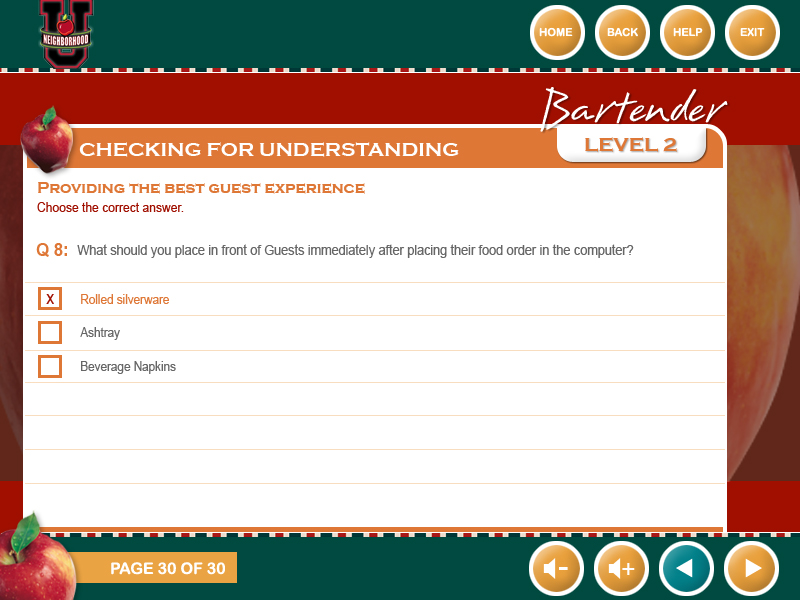 U
NEIGHBORHOOD
HOME
BACK
HELP
EXIT
Bartender
LEVEL 2
CHECKING FOR UNDERSTANDING
PROVIDING THE BEST GUEST EXPERIENCE
Choose the correct answer.
Q 8: What should you place in front of Guests immediately after placing their food order in the computer?
X Rolled silverware
Ashtray
Beverage Napkins
PAGE 30 OF 30